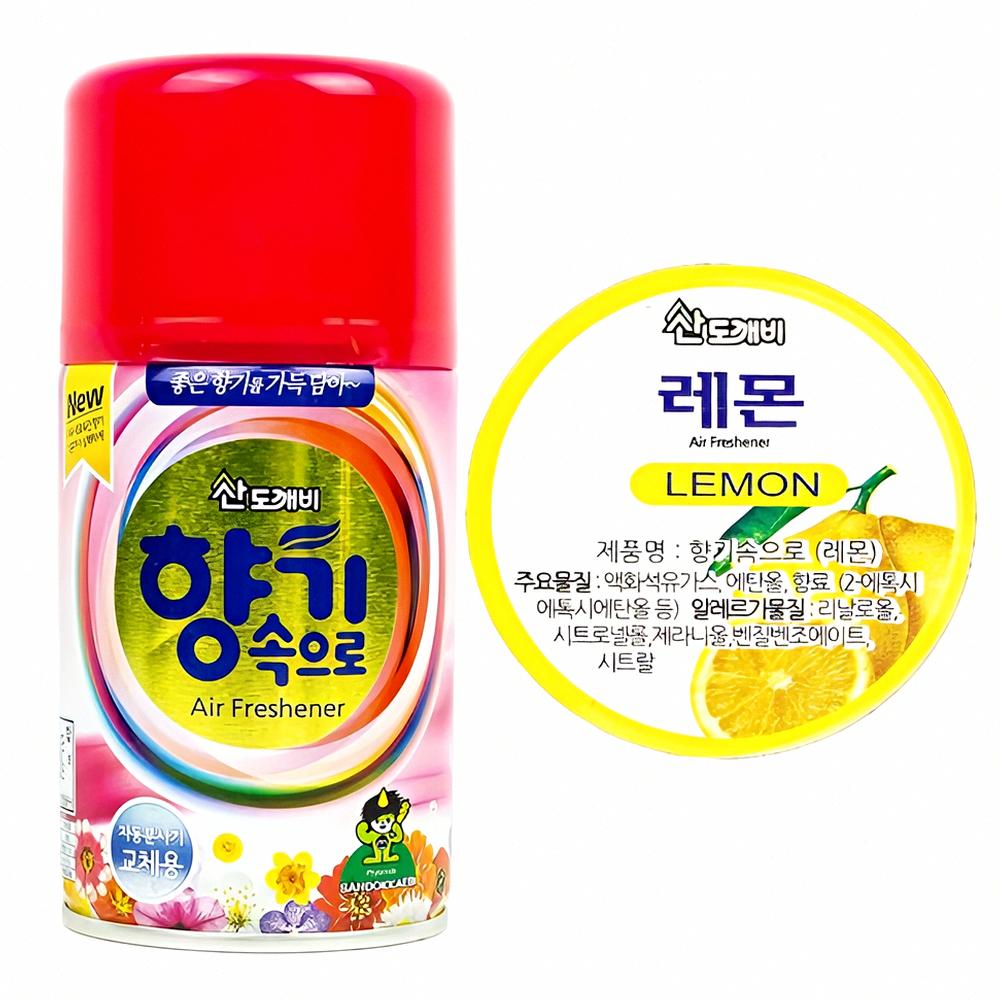 New
좋은 향기를 가득 담아~
산도깨비
향기
속으로
Air Freshener
자동분사기
교체용
SANDOKKAEBI
산도깨비
레몬
Air Freshener
LEMON
제품명 : 향기속으로 (레몬)
주요물질 : 액화석유가스, 에탄올, 향료 (2-에톡시
에톡시에탄올 등) 알레르기물질 : 리날로올,
시트로넬롤,제라니올,벤질벤조에이트,
시트랄